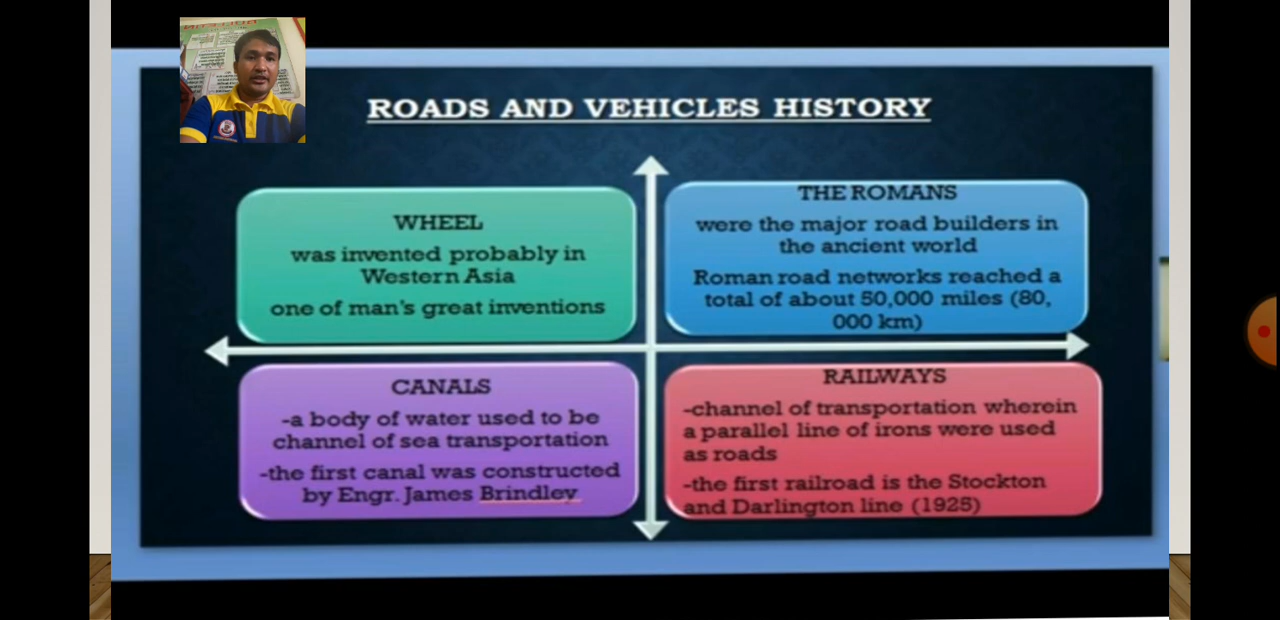 ROADS AND VEHICLES HISTORY
WHEEL
was invented probably in
Western Asia
one of man's great inventions
THE ROMANS
were the major road builders in
the ancient world
Roman road networks reached a
total of about 50,000 miles (80,
000 km)
CANALS
-a body of water used to be
channel of sea transportation
-the first canal was constructed
by Engr. James Brindley
RAILWAYS
-channel of transportation wherein
a parallel line of irons were used
as roads
-the first railroad is the Stockton
and Darlington line (1925)